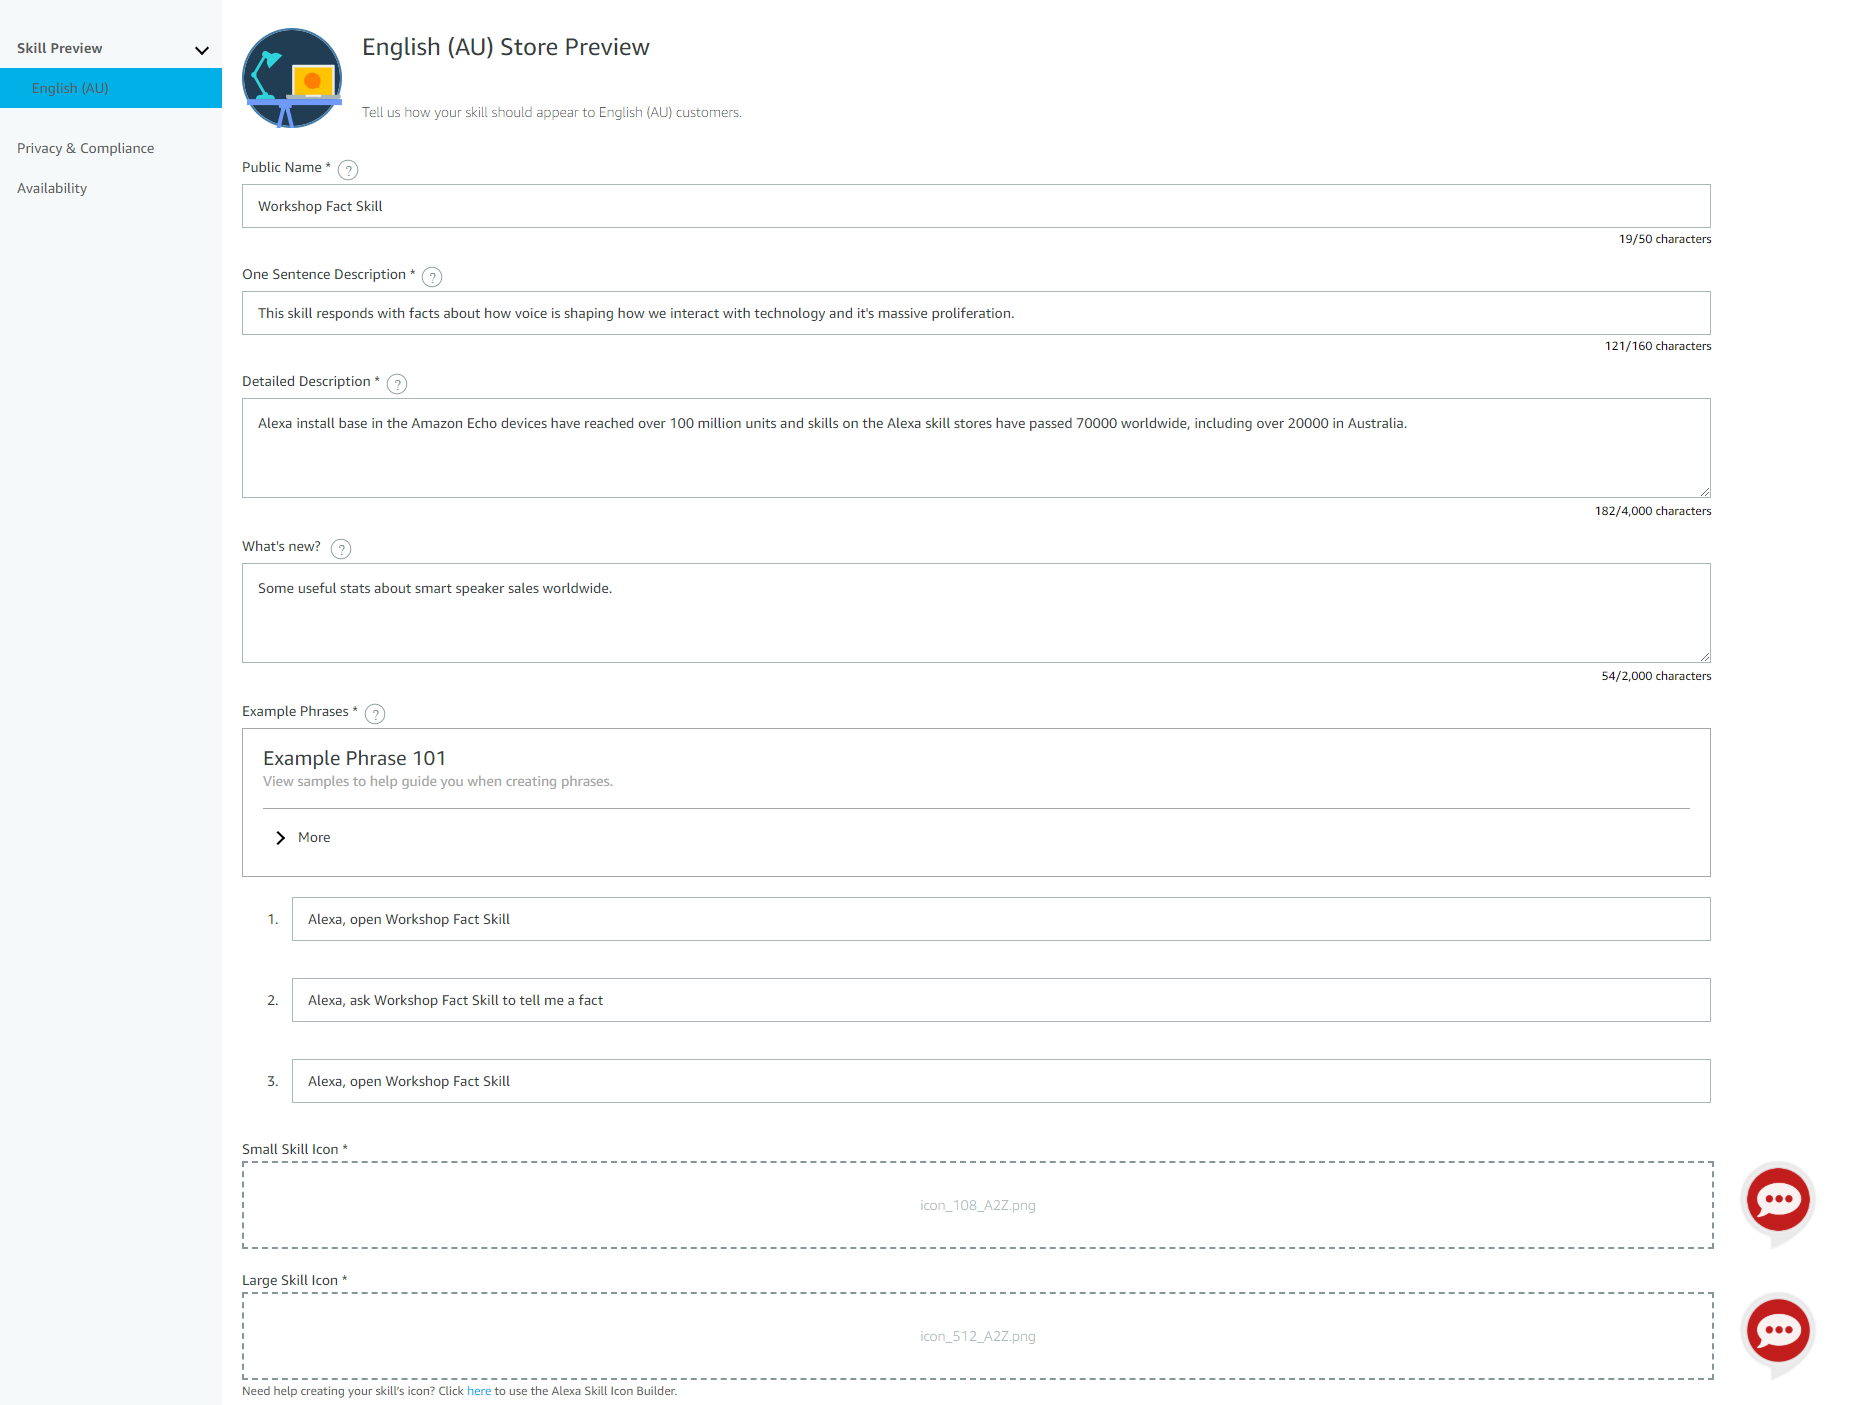 Skill Preview
English (AU)
Privacy & Compliance
Availability
English (AU) Store Preview
Tell us how your skill should appear to English (AU) customers.
Public Name * ?
Workshop Fact Skill
19/50 characters
One Sentence Description * ?
This skill responds with facts about how voice is shaping how we interact with technology and it's massive proliferation.
121/160 characters
Detailed Description * ?
Alexa install base in the Amazon Echo devices have reached over 100 million units and skills on the Alexa skill stores have passed 70000 worldwide, including over 20000 in Australia.
182/4,000 characters
What's new? ?
Some useful stats about smart speaker sales worldwide.
54/2,000 characters
Example Phrases * ?
Example Phrase 101
View samples to help guide you when creating phrases.
More
1. Alexa, open Workshop Fact Skill
2. Alexa, ask Workshop Fact Skill to tell me a fact
3. Alexa, open Workshop Fact Skill
Small Skill Icon *
icon_108_A2Z.png
Large Skill Icon *
icon_512_A2Z.png
Need help creating your skill's icon? Click here to use the Alexa Skill Icon Builder.